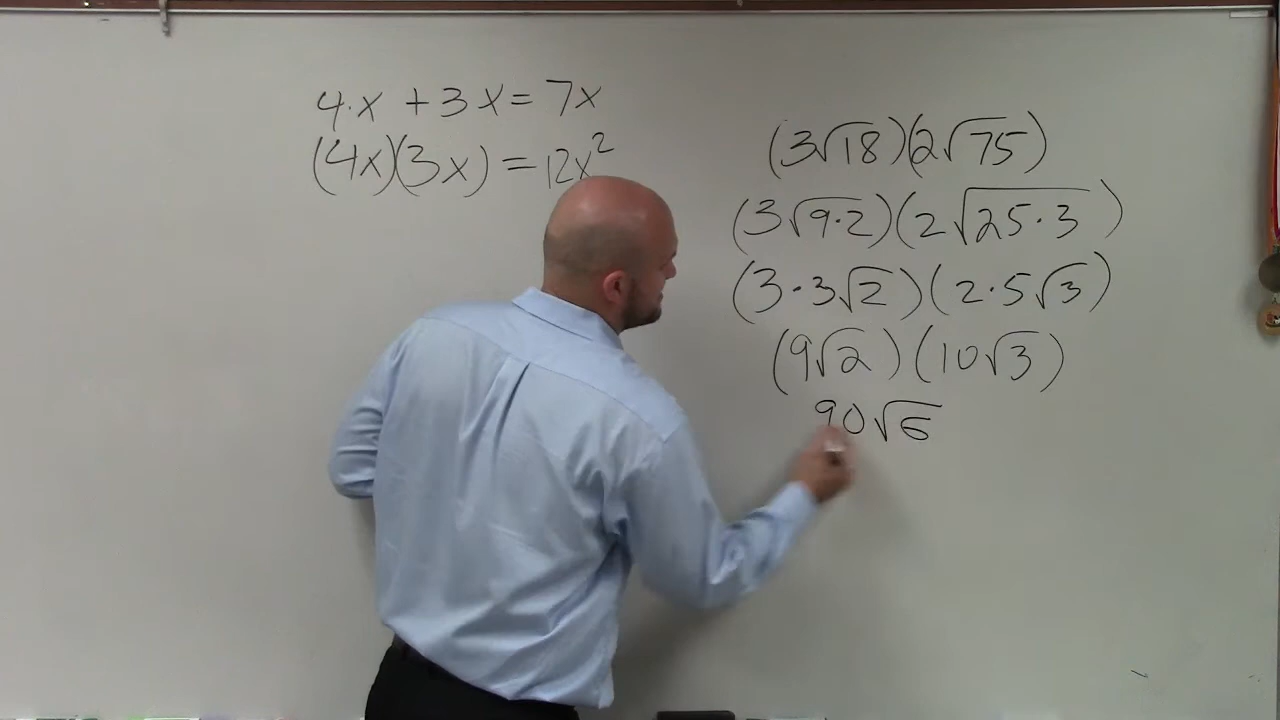 4·x + 3x = 7x
(4x)(3x) = 12x²
(3√18)(2√75)
(3√9·2)(2√25·3)
(3·3√2)(2·5√3)
(9√2)(10√3)
90√6